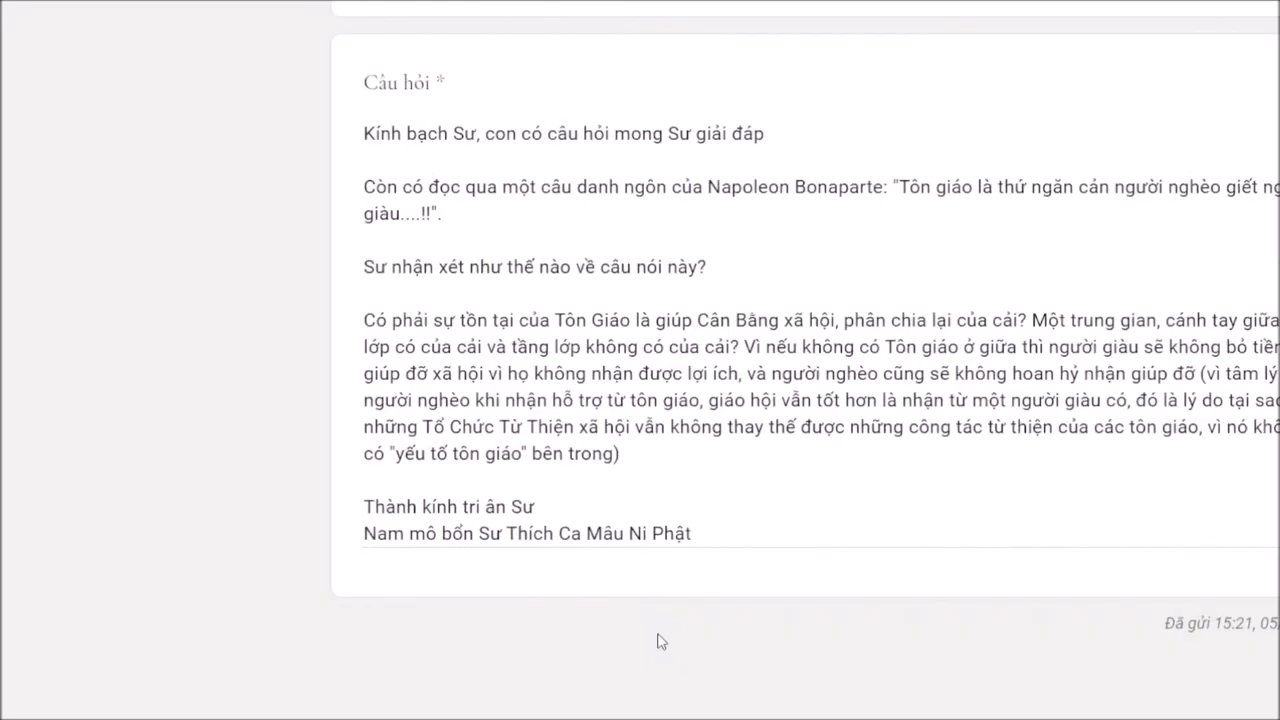 Câu hỏi *
Kính bạch Sư, con có câu hỏi mong Sư giải đáp
Còn có đọc qua một câu danh ngôn của Napoleon Bonaparte: "Tôn giáo là thứ ngăn cản người nghèo giết
giàu....!!".
Sư nhận xét như thế nào về câu nói này?
Có phải sự tồn tại của Tôn Giáo là giúp Cân Bằng xã hội, phân chia lại của cải? Một trung gian, cánh tay giữa
lớp có của cải và tầng lớp không có của cải? Vì nếu không có Tôn giáo ở giữa thì người giàu sẽ không bỏ tiền
giúp đỡ xã hội vì họ không nhận được lợi ích, và người nghèo cũng sẽ không hoan hỷ nhận giúp đỡ (vì tâm lý
người nghèo khi nhận hỗ trợ từ tôn giáo, giáo hội vẫn tốt hơn là nhận từ một người giàu có, đó là lý do tại
những Tổ Chức Từ Thiện xã hội vẫn không thay thế được những công tác từ thiện của các tôn giáo, vì nó
có "yếu tố tôn giáo" bên trong)
Thành kính tri ân Sư
Nam mô bổn Sư Thích Ca Mâu Ni Phật
Đã gửi 15:21,